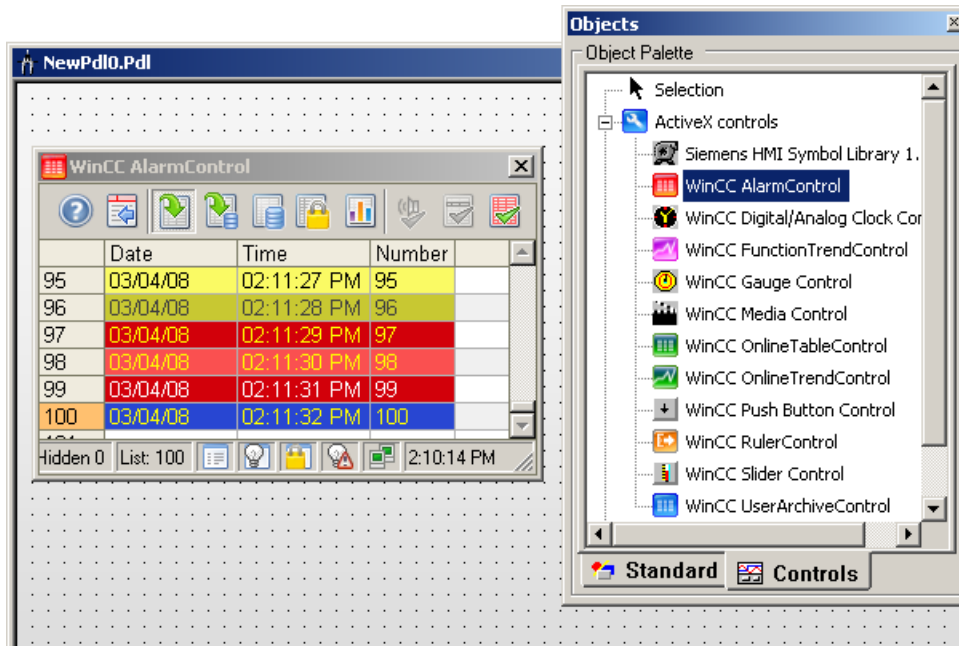 Objects
Object Palette
NewPdl0.Pdl
Selection
ActiveX controls
Siemens HMI Symbol Library 1.
WinCC AlarmControl
WinCC AlarmControl
WinCC Digital/Analog Clock Con
WinCC FunctionTrendControl
WinCC Gauge Control
WinCC Media Control
WinCC OnlineTableControl
WinCC OnlineTrendControl
WinCC Push Button Control
WinCC RulerControl
WinCC Slider Control
WinCC UserArchiveControl
Standard Controls
Date Time Number
95 03/04/08 02:11:27 PM 95
96 03/04/08 02:11:28 PM 96
97 03/04/08 02:11:29 PM 97
98 03/04/08 02:11:30 PM 98
99 03/04/08 02:11:31 PM 99
100 03/04/08 02:11:32 PM 100
Hidden 0 List: 100 2:10:14 PM